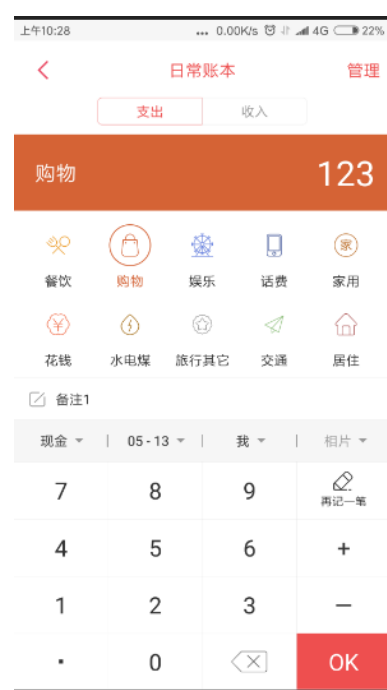 上午10:28 ... 0.00K/s 4G 22%
日常账本 管理
支出 收入
购物 123
家
餐饮 购物 娱乐 话费 家用
¥
花钱 水电煤 旅行其它 交通 居住
备注1
现金 05-13 我 相片
7 8 9 再记一笔
4 5 6 +
1 2 3 —
. 0 OK